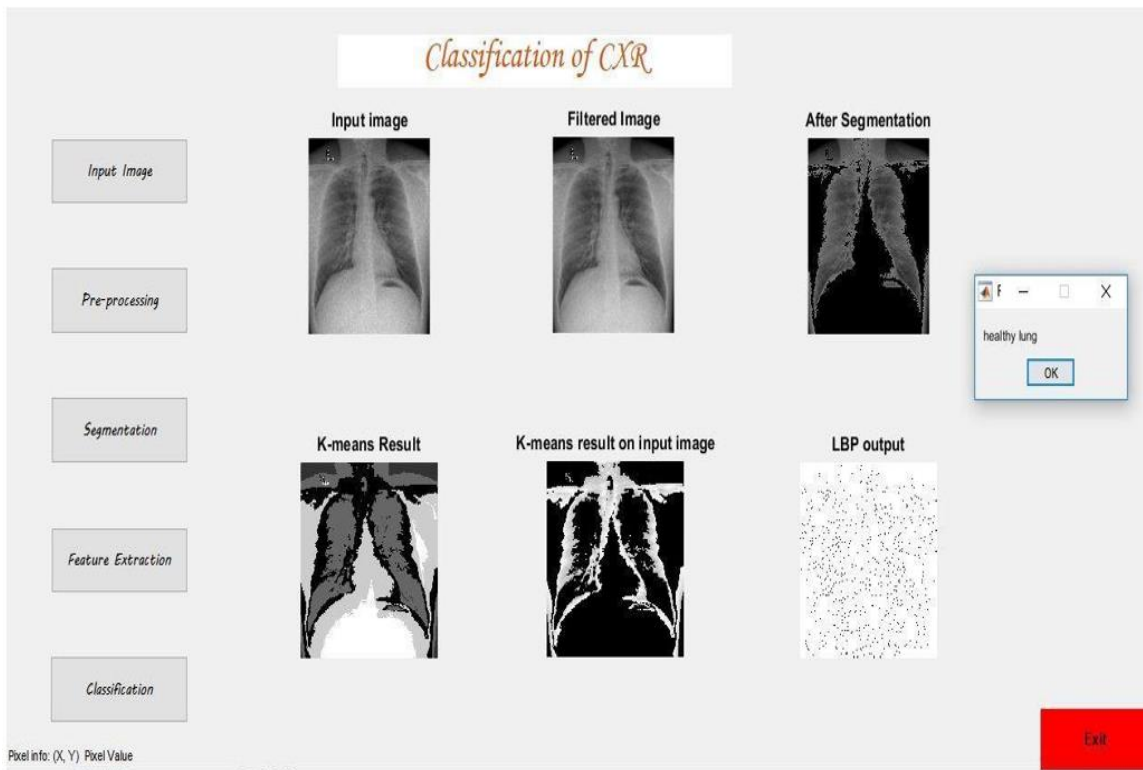 Classification of CXR
Input image
Filtered Image
After Segmentation
Input Image
Pre-processing
F
healthy lung
OK
Segmentation
K-means Result
K-means result on input image
LBP output
Feature Extraction
Classification
Exit
Pixel info: (X, Y) Pixel Value